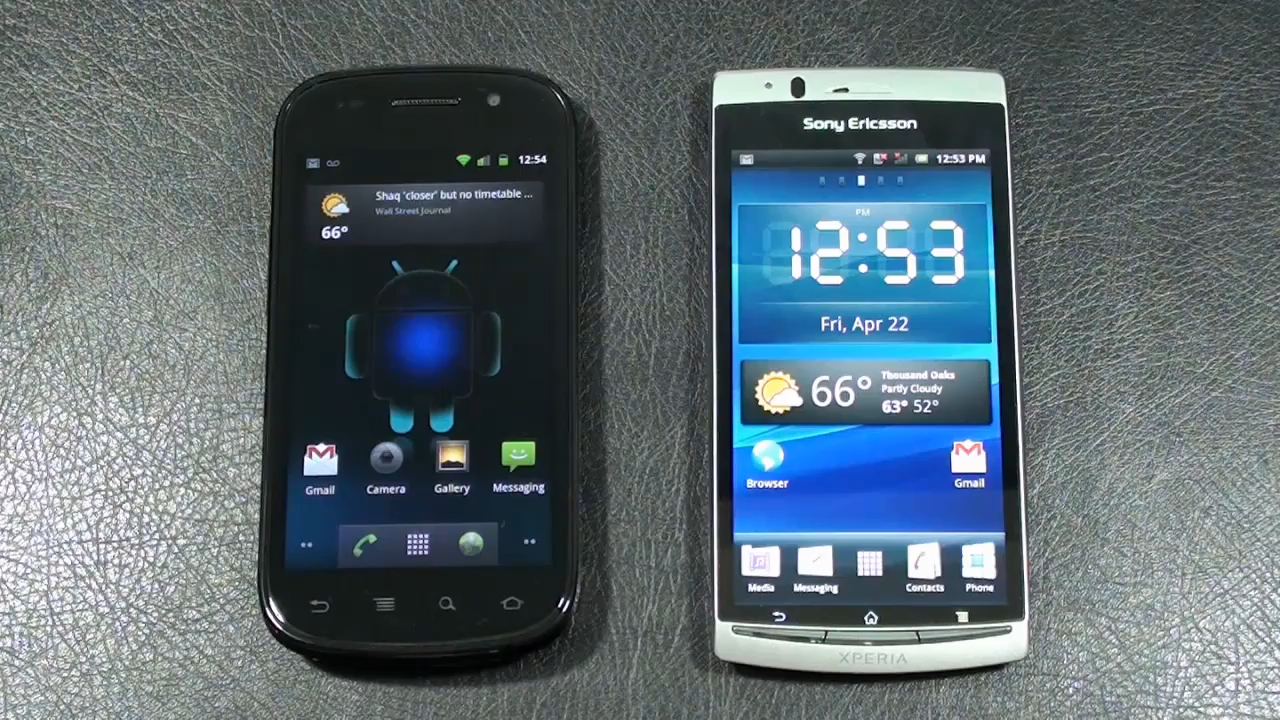 12:54
Shaq 'closer' but no timetable ...
Wall Street Journal
66°
Gmail
Camera
Gallery
Messaging
Sony Ericsson
12:53 PM
PM
12:53
Fri, Apr 22
66°
Thousand Oaks
Partly Cloudy
63° 52°
Browser
Gmail
Media
Messaging
Contacts
Phone
XPERIA